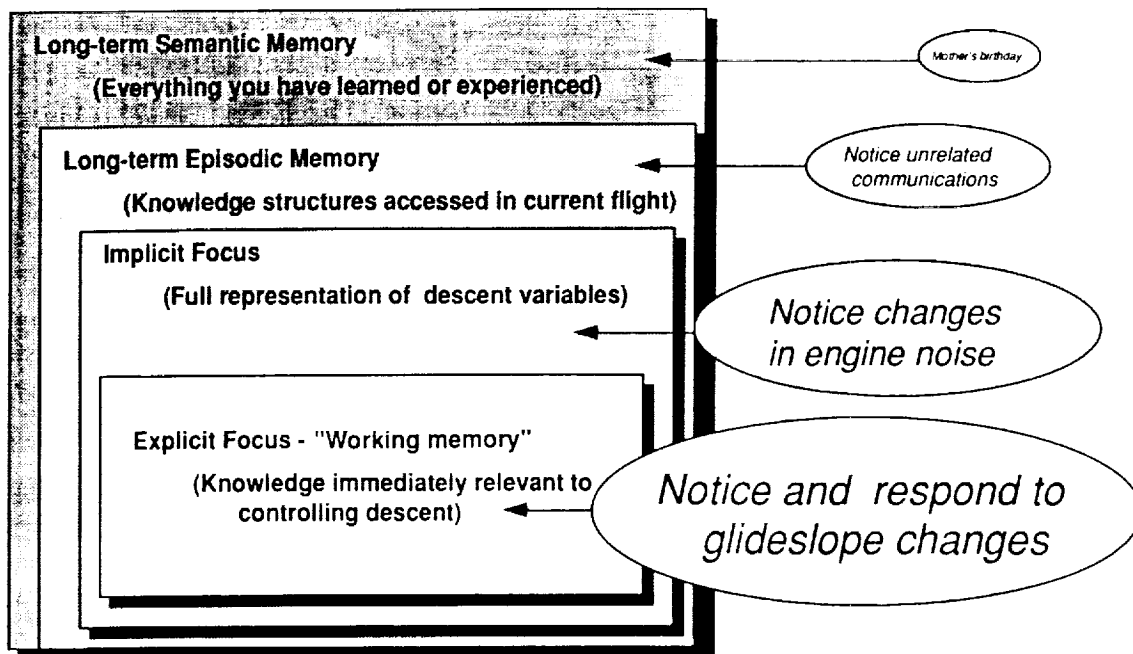 Long-term Semantic Memory
(Everything you have learned or experienced)
Mother's birthday
Long-term Episodic Memory
(Knowledge structures accessed in current flight)
Notice unrelated
communications
Implicit Focus
(Full representation of descent variables)
Notice changes
in engine noise
Explicit Focus - "Working memory"
(Knowledge immediately relevant to
controlling descent)
Notice and respond to
glideslope changes